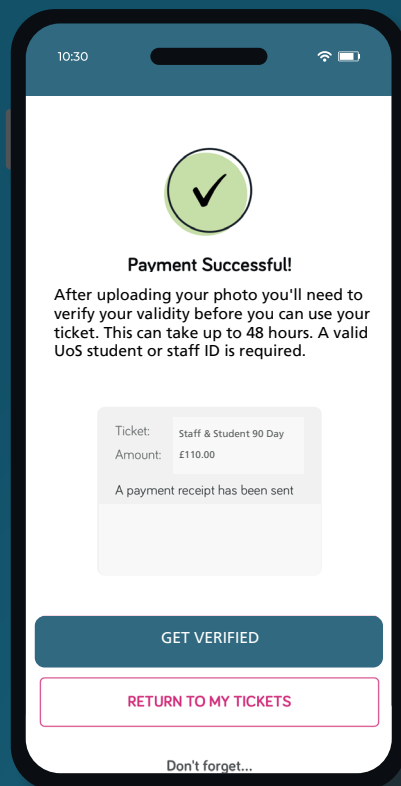 10:30
Payment Successful!
After uploading your photo you'll need to
verify your validity before you can use your
ticket. This can take up to 48 hours. A valid
UoS student or staff ID is required.
Ticket: Staff & Student 90 Day
Amount: £110.00
A payment receipt has been sent
GET VERIFIED
RETURN TO MY TICKETS
Don't forget...